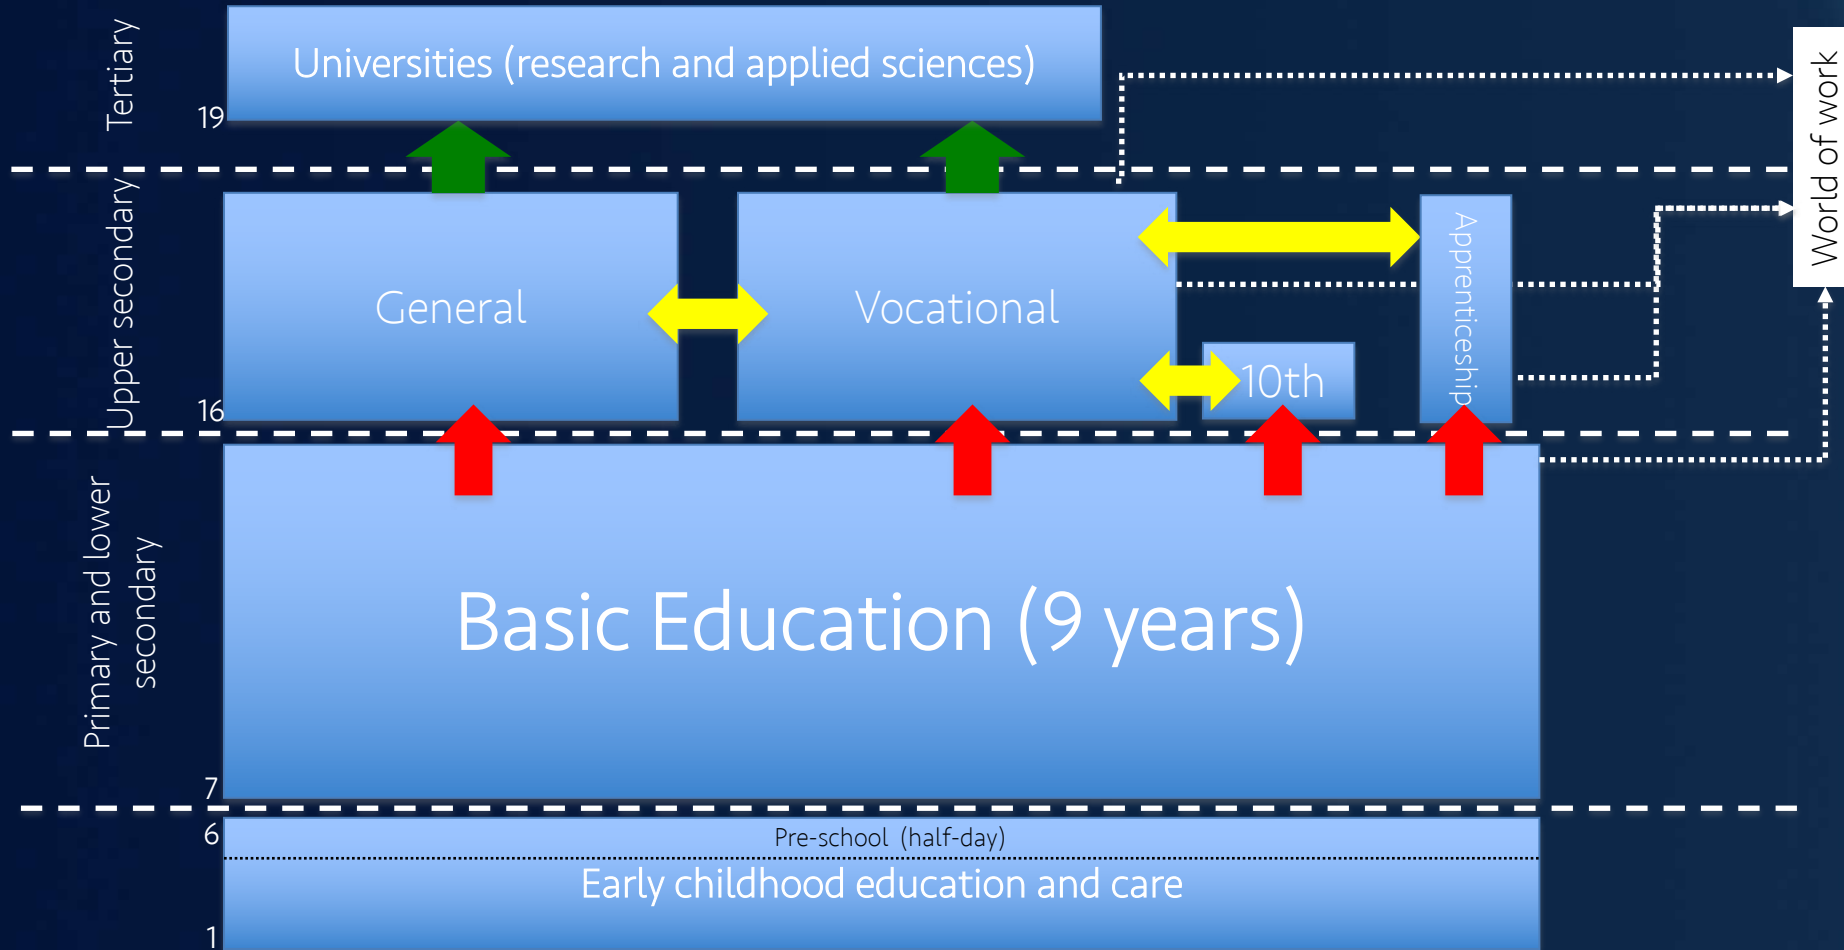 Tertiary
Universities (research and applied sciences)
19
World of work
Upper secondary
General
Vocational
Apprenticeship
10th
16
Primary and lower
secondary
Basic Education (9 years)
7
6
Pre-school (half-day)
Early childhood education and care
1